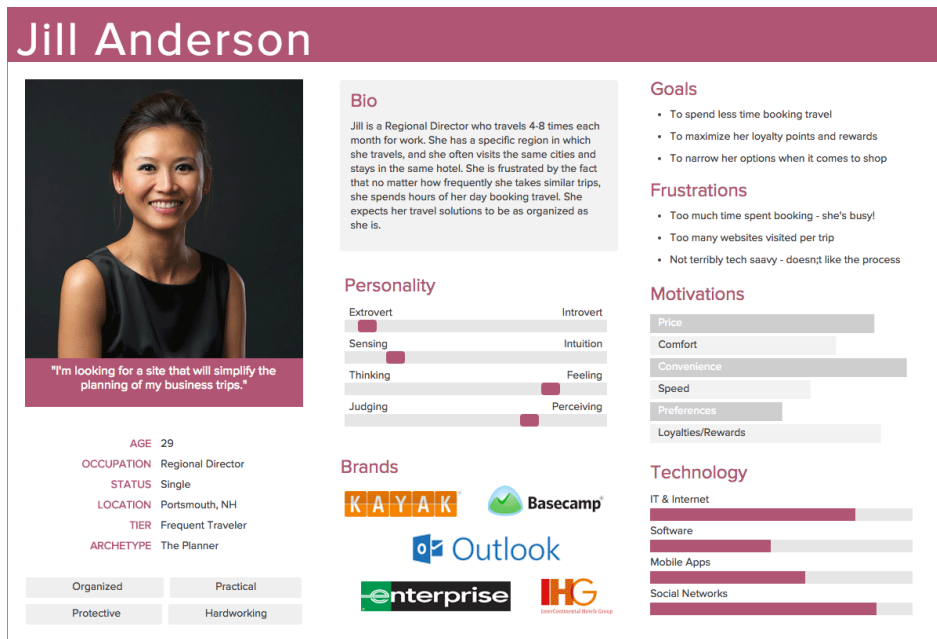 Jill Anderson
"I'm looking for a site that will simplify the
planning of my business trips."
AGE 29
OCCUPATION Regional Director
STATUS Single
LOCATION Portsmouth, NH
TIER Frequent Traveler
ARCHETYPE The Planner
Organized Practical
Protective Hardworking
Bio
Jill is a Regional Director who travels 4-8 times each
month for work. She has a specific region in which
she travels, and she often visits the same cities and
stays in the same hotel. She is frustrated by the fact
that no matter how frequently she takes similar trips,
she spends hours of her day booking travel. She
expects her travel solutions to be as organized as
she is.
Personality
Extrovert Introvert
Sensing Intuition
Thinking Feeling
Judging Perceiving
Brands
KAYAK Basecamp
Outlook
enterprise IHG
InterContinental Hotels Group
Goals
• To spend less time booking travel
• To maximize her loyalty points and rewards
• To narrow her options when it comes to shop
Frustrations
• Too much time spent booking - she's busy!
• Too many websites visited per trip
• Not terribly tech saavy - doesn;t like the process
Motivations
Price
Comfort
Convenience
Speed
Preferences
Loyalties/Rewards
Technology
IT & Internet
Software
Mobile Apps
Social Networks